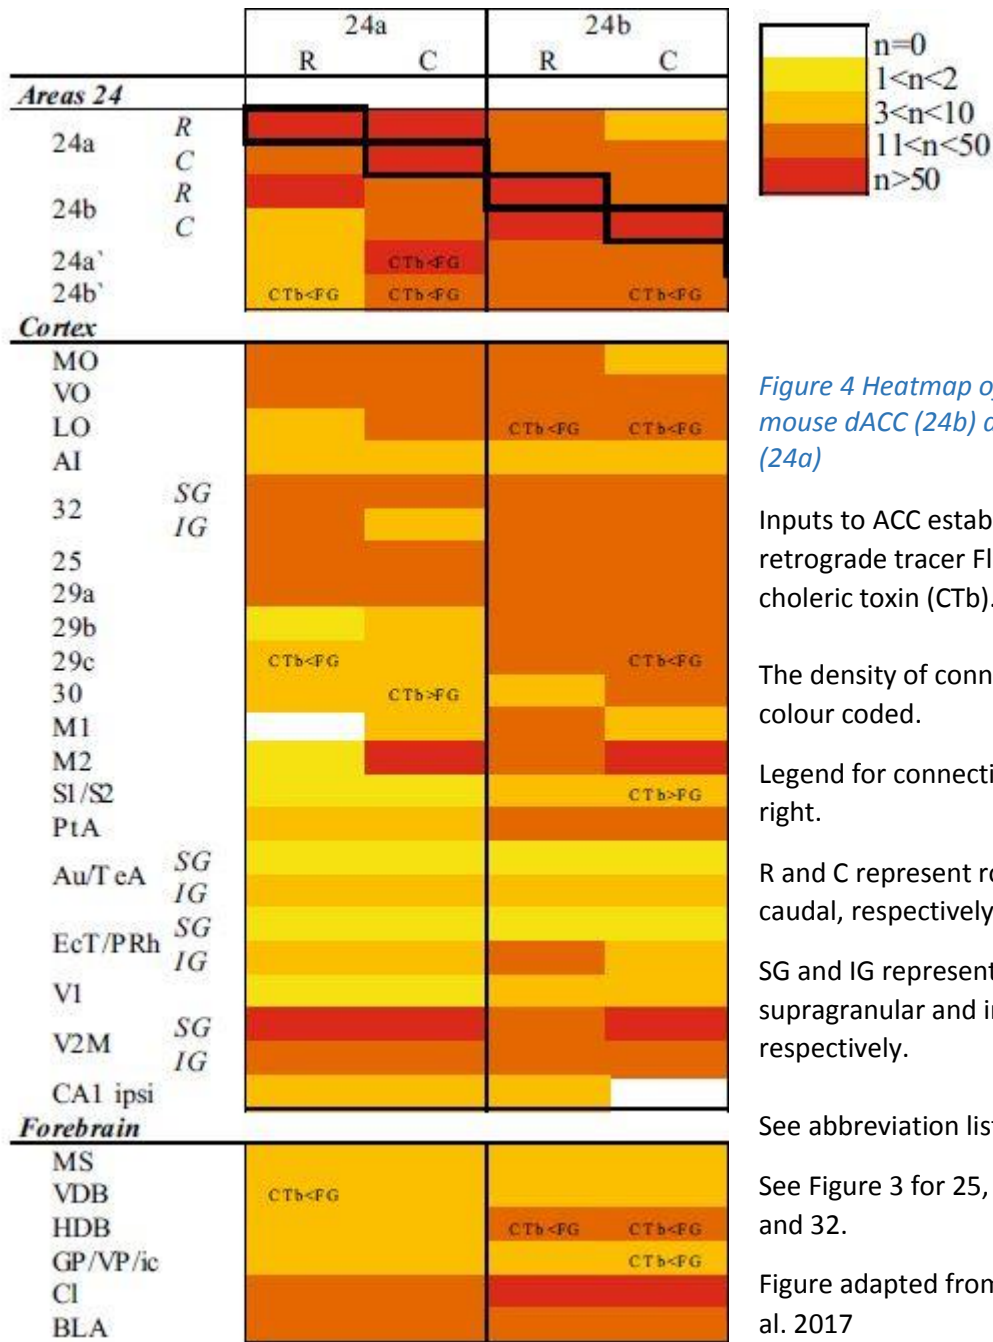 24a 24b
R C R C
n=0
1<n<2
3<n<10
11<n<50
n>50
Areas 24
24a R
C
24b R
C
24a` CTb<FG
24b` CTb<FG CTb<FG CTb<FG
Cortex
MO
VO
LO CTb<FG CTb<FG
AI
32 SG
IG
25
29a
29b
29c CTb<FG CTb<FG
30 CTb>FG
M1
M2
S1/S2 CTb>FG
PtA
Au/TeA SG
IG
EcT/PRh SG
IG
V1
V2M SG
IG
CA1 ipsi
Forebrain
MS
VDB CTb<FG
HDB CTb<FG CTb<FG
GP/VP/ic CTb<FG
Cl
BLA
Figure 4 Heatmap o
mouse dACC (24b) a
(24a)
Inputs to ACC estab
retrograde tracer Fl
choleric toxin (CTb).
The density of conn
colour coded.
Legend for connecti
right.
R and C represent ro
caudal, respectively
SG and IG represent
supragranular and i
respectively.
See abbreviation list
See Figure 3 for 25,
and 32.
Figure adapted from
al. 2017